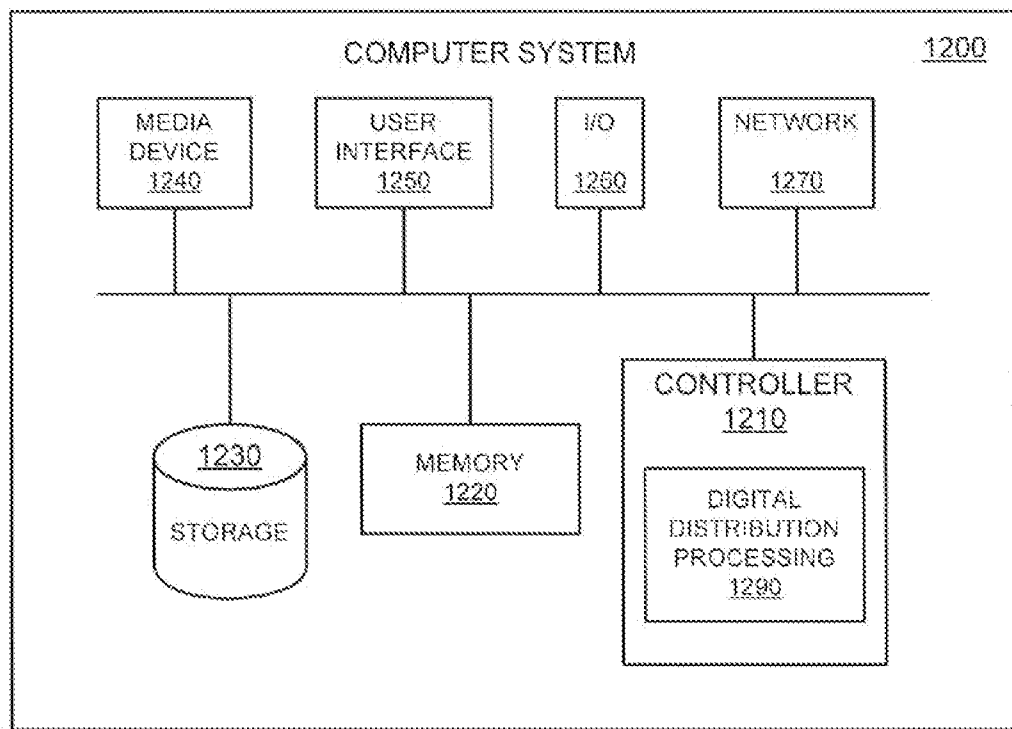 COMPUTER SYSTEM
1200
MEDIA
DEVICE
1240
USER
INTERFACE
1250
I/O
1260
NETWORK
1270
1230
STORAGE
MEMORY
1220
CONTROLLER
1210
DIGITAL
DISTRIBUTION
PROCESSING
1290